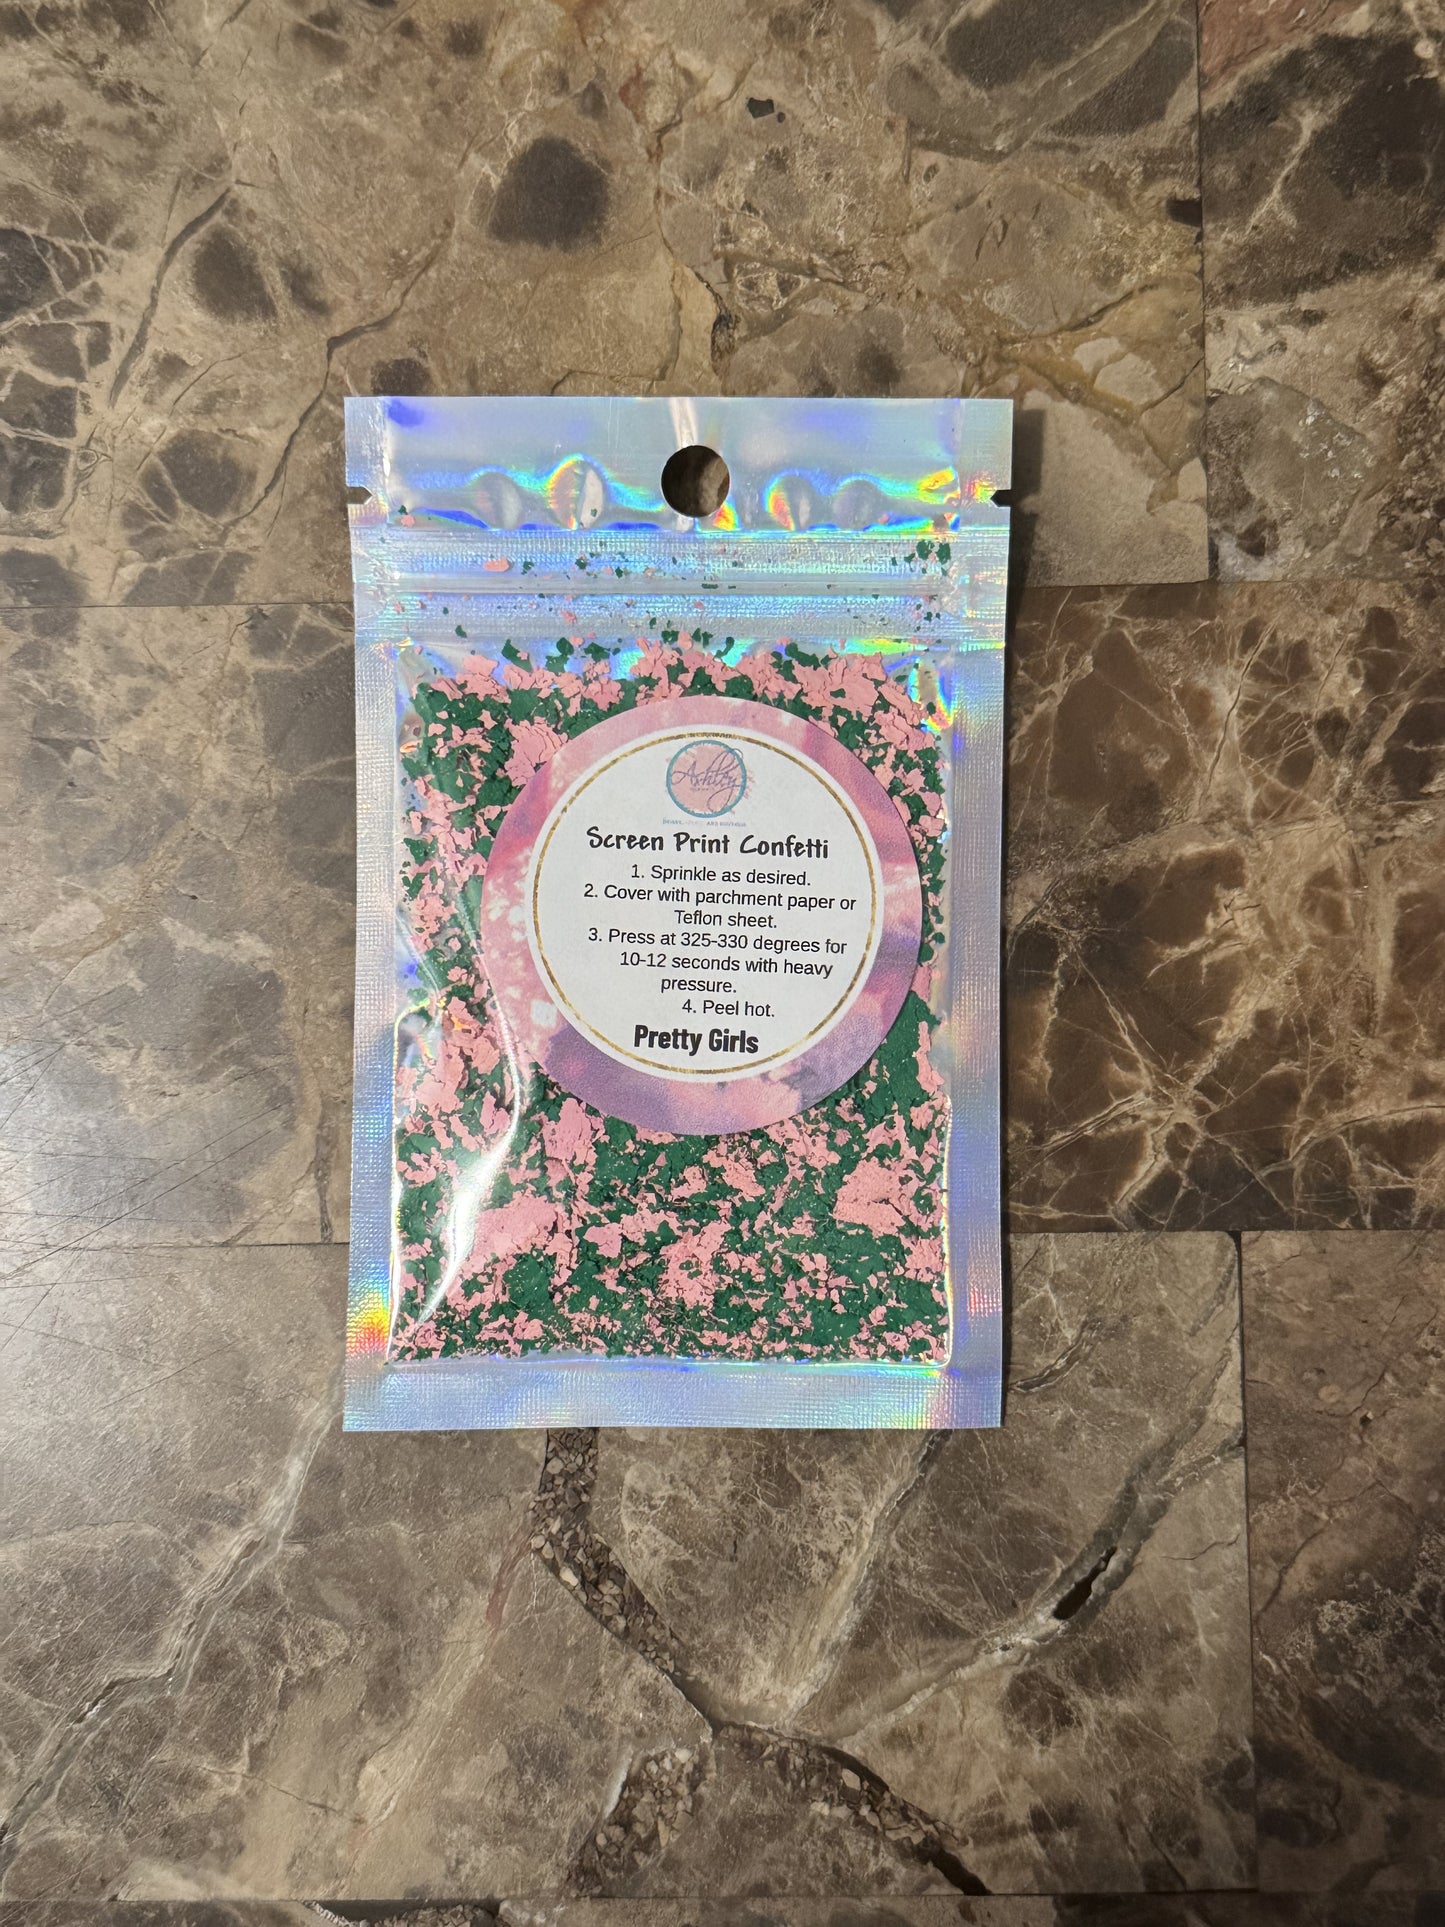 Ashley
Screen Print Confetti
1. Sprinkle as desired.
2. Cover with parchment paper or
Teflon sheet.
3. Press at 325-330 degrees for
10-12 seconds with heavy
pressure.
4. Peel hot.
Pretty Girls